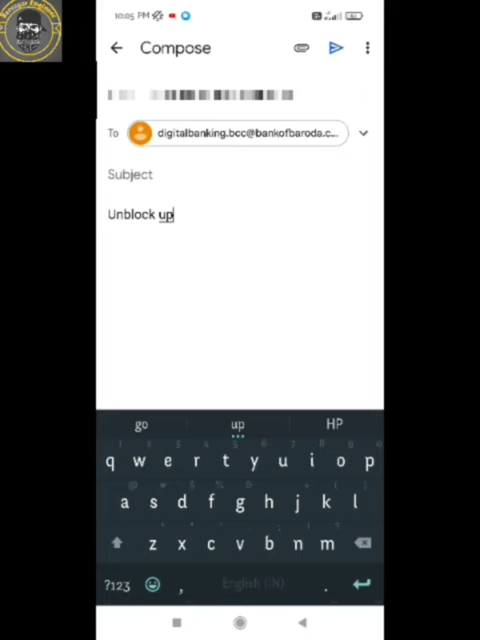 10:05 PM
Compose
To digitalbanking.bcc@bankofbaroda.c...
Subject
Unblock up
go up HP
q w e r t y u i o p
a s d f g h j k l
z x c v b n m
?123 , English (IN) .